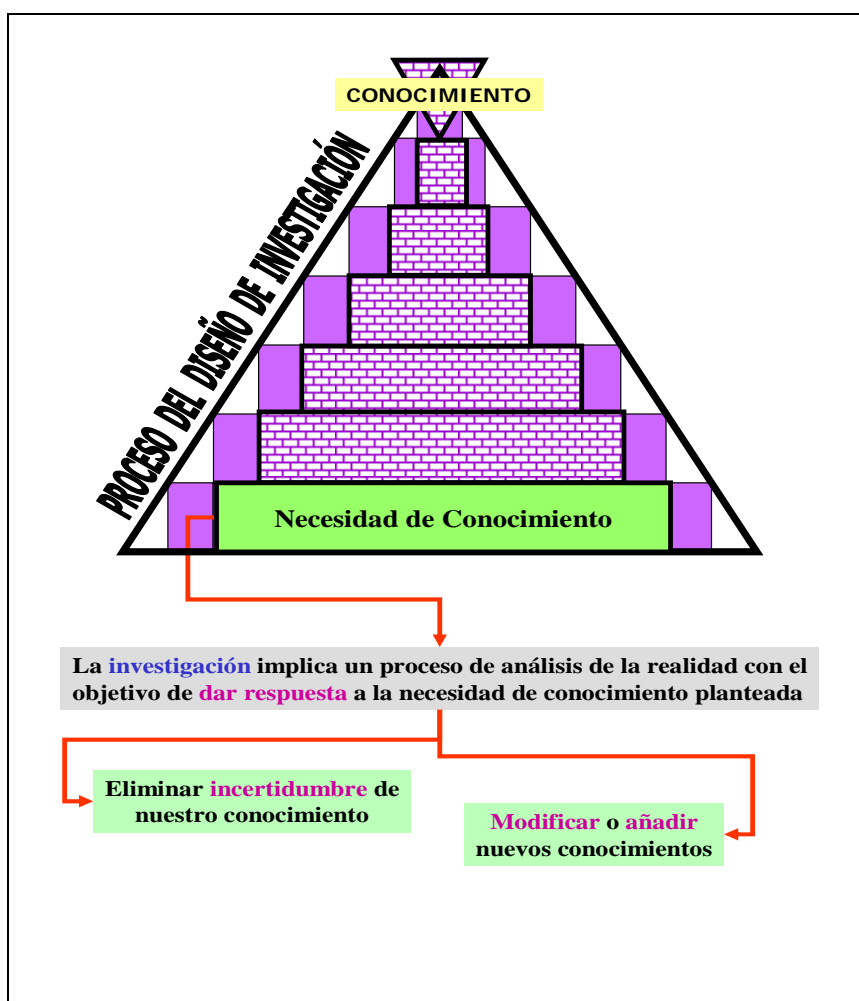 CONOCIMIENTO
PROCESO DEL DISEÑO DE INVESTIGACIÓN
Necesidad de Conocimiento
La investigación implica un proceso de análisis de la realidad con el
objetivo de dar respuesta a la necesidad de conocimiento planteada
Eliminar incertidumbre de
nuestro conocimiento
Modificar o añadir
nuevos conocimientos